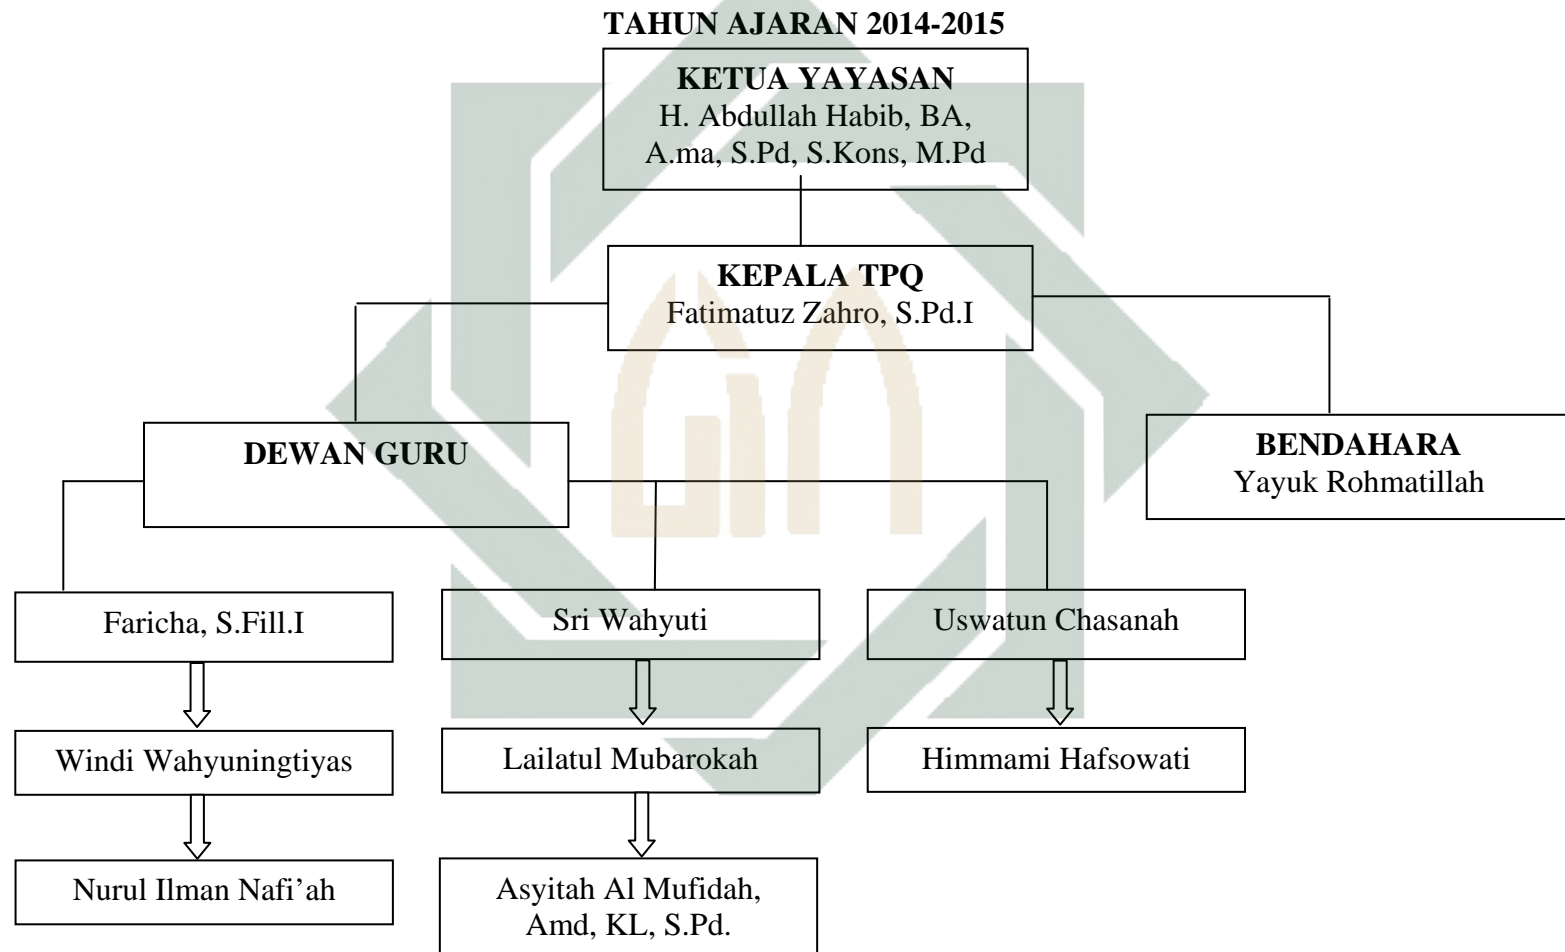 TAHUN AJARAN 2014-2015
KETUA YAYASAN
H. Abdullah Habib, BA,
A.ma, S.Pd, S.Kons, M.Pd
KEPALA TPQ
Fatimatuz Zahro, S.Pd.I
DEWAN GURU
BENDAHARA
Yayuk Rohmatillah
Faricha, S.Fill.I
Sri Wahyuti
Uswatun Chasanah
Windi Wahyuningtiyas
Lailatul Mubarokah
Himmami Hafsowati
Nurul Ilman Nafi’ah
Asyitah Al Mufidah,
Amd, KL, S.Pd.